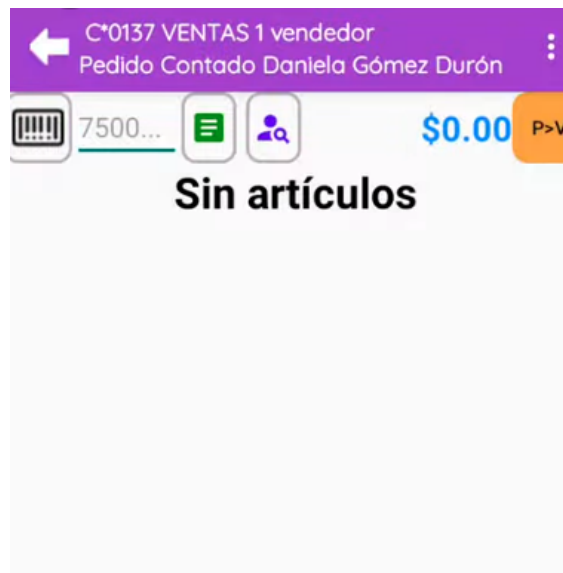 C*0137 VENTAS 1 vendedor
Pedido Contado Daniela Gómez Durón
7500...
$0.00
P>V
Sin artículos